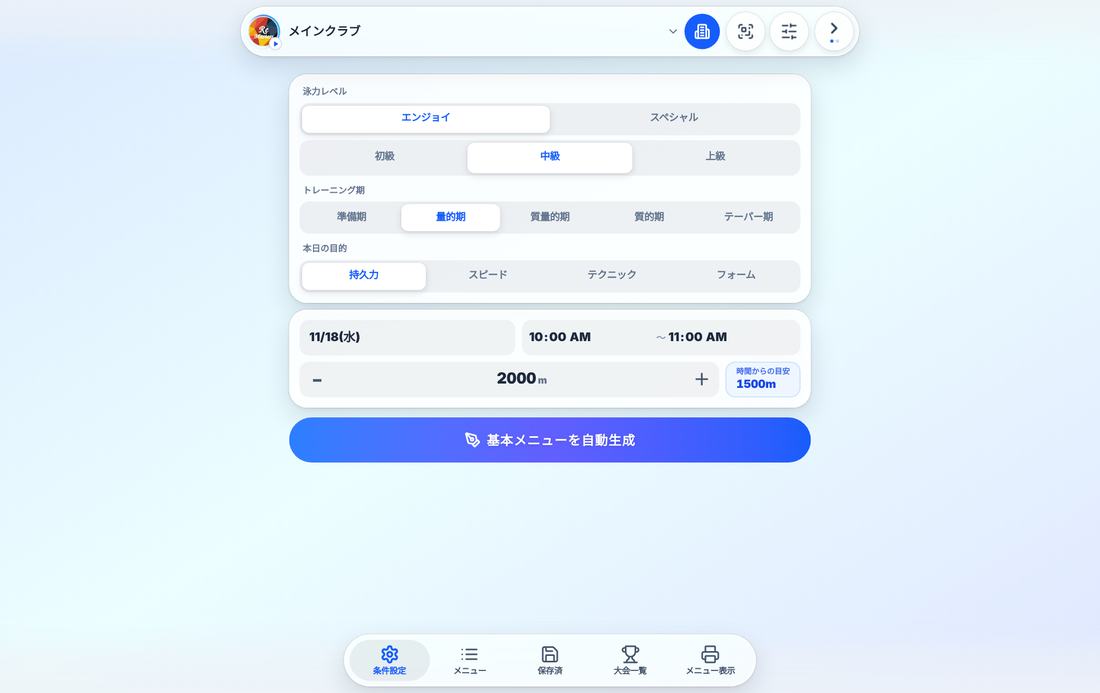 メインクラブ
泳力レベル
エンジョイ スペシャル
初級 中級 上級
トレーニング期
準備期 量的期 質量的期 質的期 テーパー期
本日の目的
持久力 スピード テクニック フォーム
11/18(水) 10:00 AM ～ 11:00 AM
− 2000 m +
時間からの目安
1500m
基本メニューを自動生成
条件設定 メニュー 保存済 大会一覧 メニュー表示